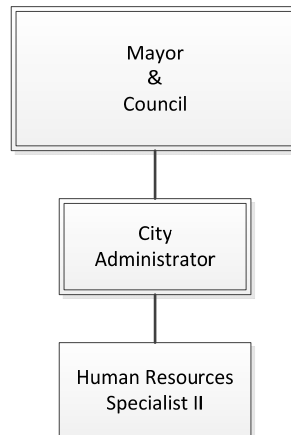 Mayor
&
Council
City
Administrator
Human Resources
Specialist II